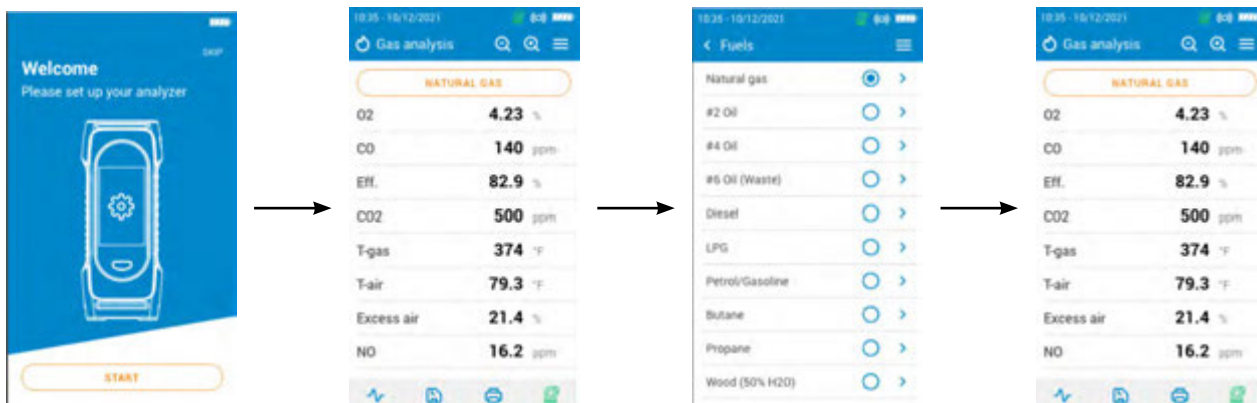 SKIP
Welcome
Please set up your analyzer
START
10:35 - 10/12/2021
Gas analysis
NATURAL GAS
O2 4.23 %
CO 140 ppm
Eff. 82.9 %
CO2 500 ppm
T-gas 374 °F
T-air 79.3 °F
Excess air 21.4 %
NO 16.2 ppm
10:35 - 10/12/2021
Fuels
Natural gas
#2 Oil
#4 Oil
#6 Oil (Waste)
Diesel
LPG
Petrol/Gasoline
Butane
Propane
Wood (50% H2O)
10:35 - 10/12/2021
Gas analysis
NATURAL GAS
O2 4.23 %
CO 140 ppm
Eff. 82.9 %
CO2 500 ppm
T-gas 374 °F
T-air 79.3 °F
Excess air 21.4 %
NO 16.2 ppm